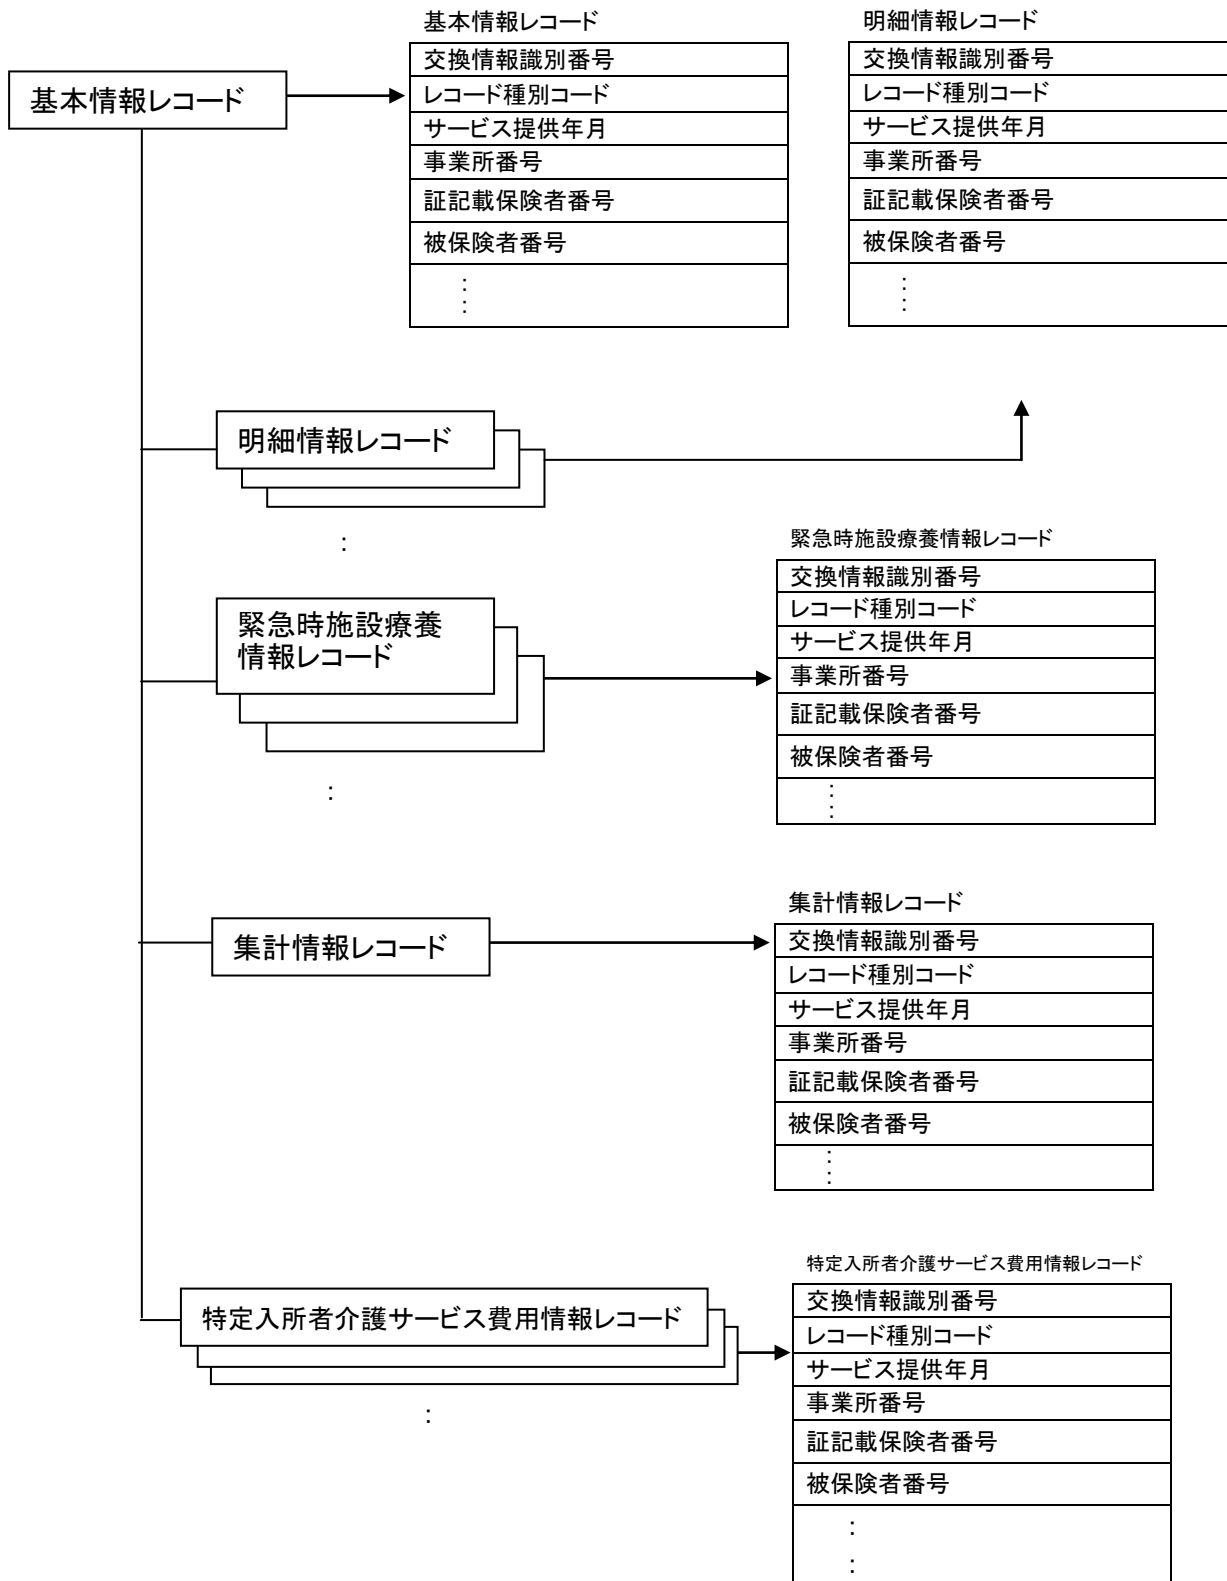 基本情報レコード
基本情報レコード
交換情報識別番号
レコード種別コード
サービス提供年月
事業所番号
証記載保険者番号
被保険者番号
:
:
明細情報レコード
交換情報識別番号
レコード種別コード
サービス提供年月
事業所番号
証記載保険者番号
被保険者番号
:
:
明細情報レコード
:
緊急時施設療養
情報レコード
:
緊急時施設療養情報レコード
交換情報識別番号
レコード種別コード
サービス提供年月
事業所番号
証記載保険者番号
被保険者番号
:
:
集計情報レコード
集計情報レコード
交換情報識別番号
レコード種別コード
サービス提供年月
事業所番号
証記載保険者番号
被保険者番号
:
:
特定入所者介護サービス費用情報レコード
:
特定入所者介護サービス費用情報レコード
交換情報識別番号
レコード種別コード
サービス提供年月
事業所番号
証記載保険者番号
被保険者番号
:
: